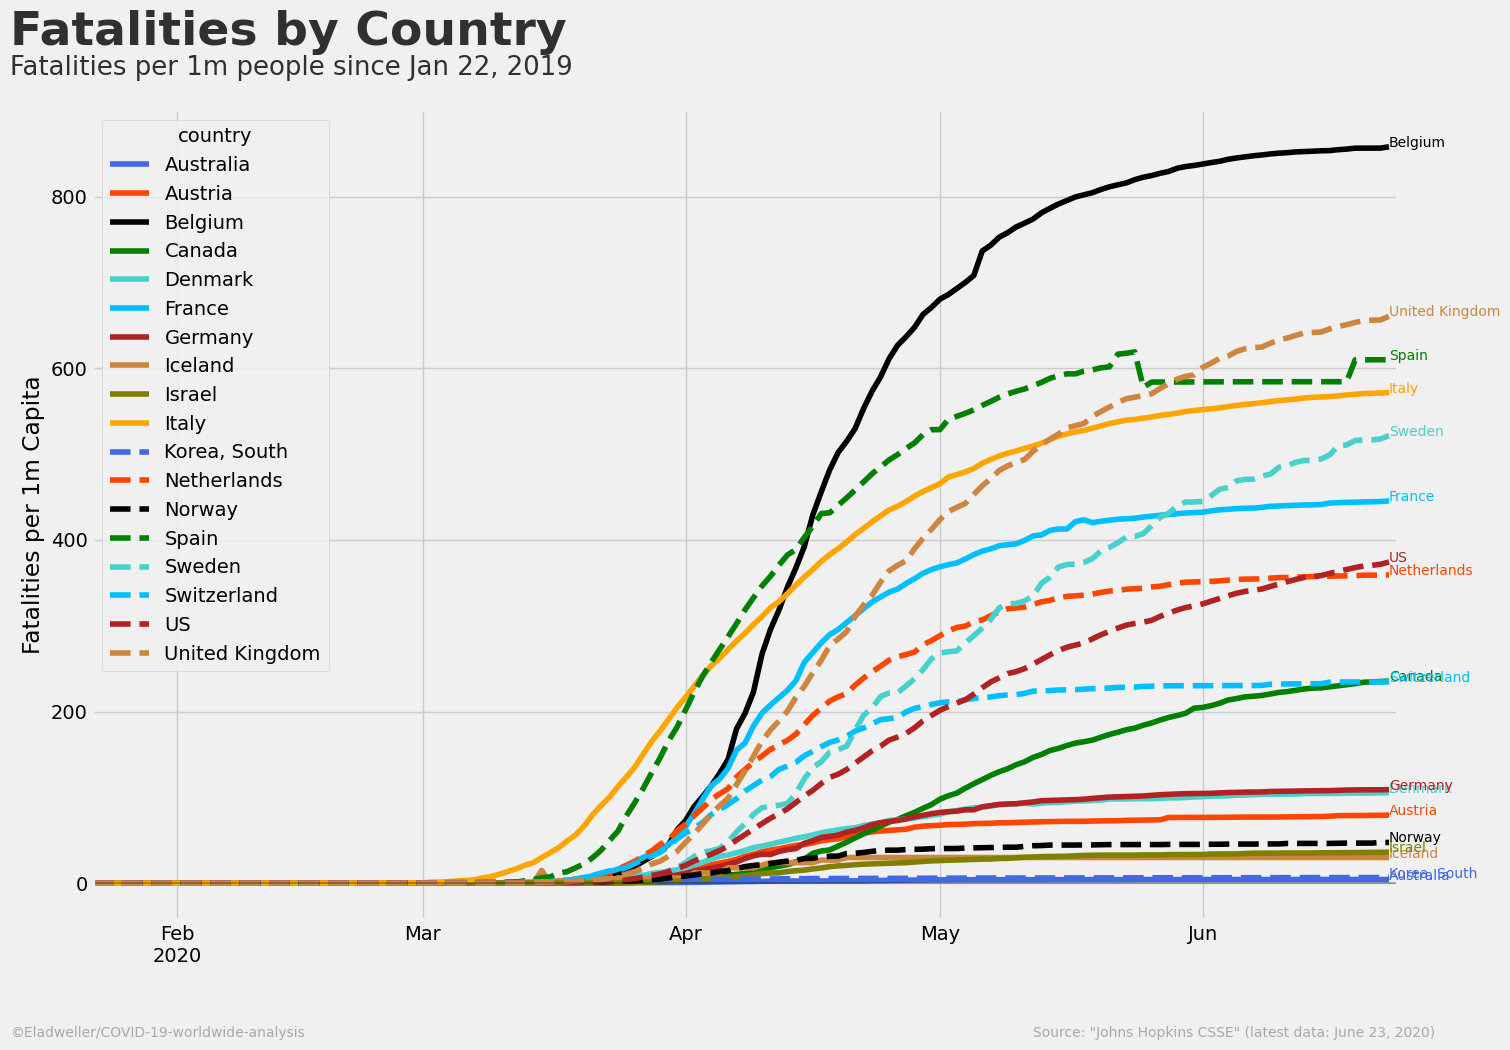 Fatalities by Country
Fatalities per 1m people since Jan 22, 2019
country
Australia
Austria
Belgium
Canada
Denmark
France
Germany
Iceland
Israel
Italy
Korea, South
Netherlands
Norway
Spain
Sweden
Switzerland
US
United Kingdom
Fatalities per 1m Capita
800
600
400
200
0
Belgium
United Kingdom
Spain
Italy
Sweden
France
US
Netherlands
Canada
Switzerland
Germany
Denmark
Austria
Norway
Israel
Iceland
Korea, South
Australia
Feb Mar Apr May Jun
2020
©Eladweller/COVID-19-worldwide-analysis
Source: "Johns Hopkins CSSE" (latest data: June 23, 2020)